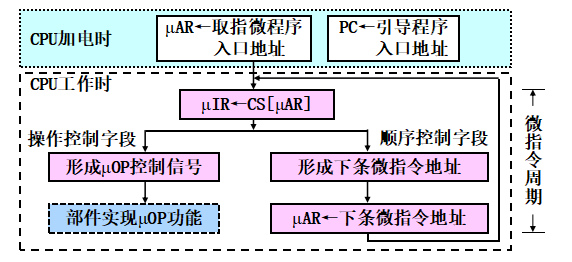 CPU加电时
μAR←取指微程序
入口地址
PC←引导程序
入口地址
CPU工作时
μIR←CS[μAR]
操作控制字段
顺序控制字段
形成μOP控制信号
形成下条微指令地址
部件实现μOP功能
μAR←下条微指令地址
微指令周期